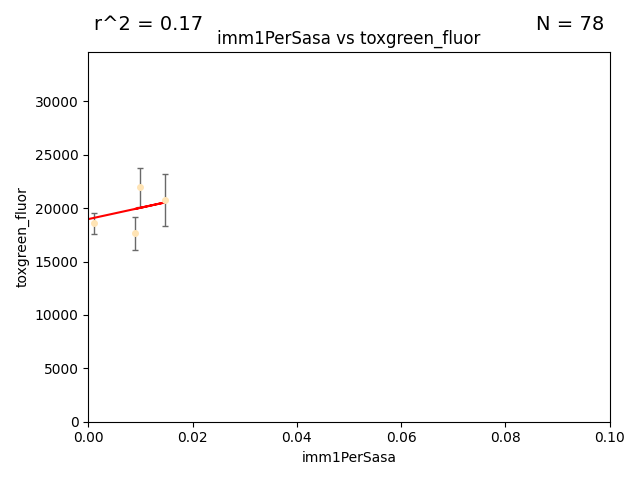 r^2 = 0.17
N = 78
imm1PerSasa vs toxgreen_fluor
30000
25000
20000
15000
10000
5000
0
toxgreen_fluor
0.00
0.02
0.04
0.06
0.08
0.10
imm1PerSasa